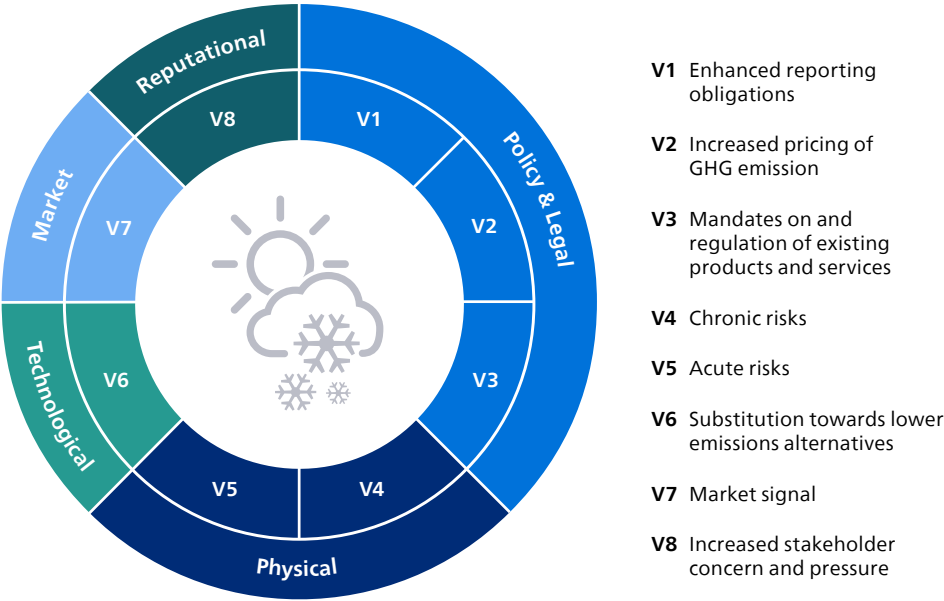 Reputational
Policy & Legal
Market
Technological
Physical
V8
V1
V7
V2
V6
V3
V5
V4
V1 Enhanced reporting
obligations
V2 Increased pricing of
GHG emission
V3 Mandates on and
regulation of existing
products and services
V4 Chronic risks
V5 Acute risks
V6 Substitution towards lower
emissions alternatives
V7 Market signal
V8 Increased stakeholder
concern and pressure